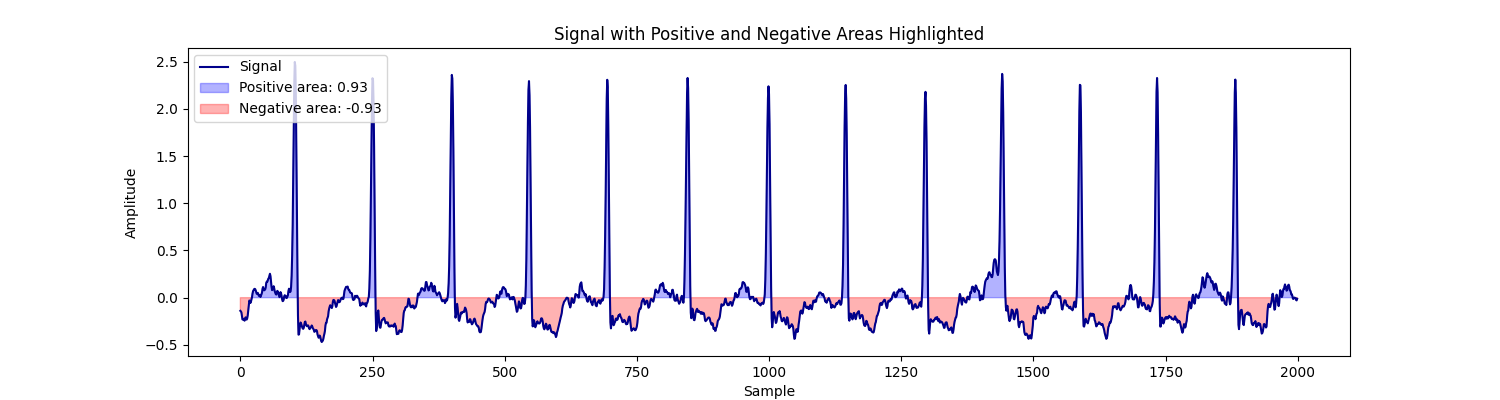 Signal with Positive and Negative Areas Highlighted
Signal
Positive area: 0.93
Negative area: -0.93
2.5
2.0
1.5
1.0
0.5
0.0
−0.5
Amplitude
0 250 500 750 1000 1250 1500 1750 2000
Sample